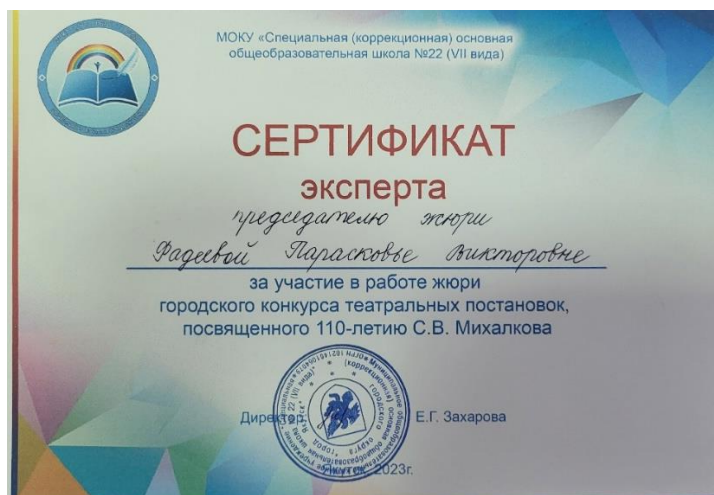 МОКУ «Специальная (коррекционная) основная
общеобразовательная школа №22 (VII вида)
СЕРТИФИКАТ
эксперта
председателю жюри
Фадеевой Парасковье Викторовне
за участие в работе жюри
городского конкурса театральных постановок,
посвященного 110-летию С.В. Михалкова
Директор Е.Г. Захарова
2023г.